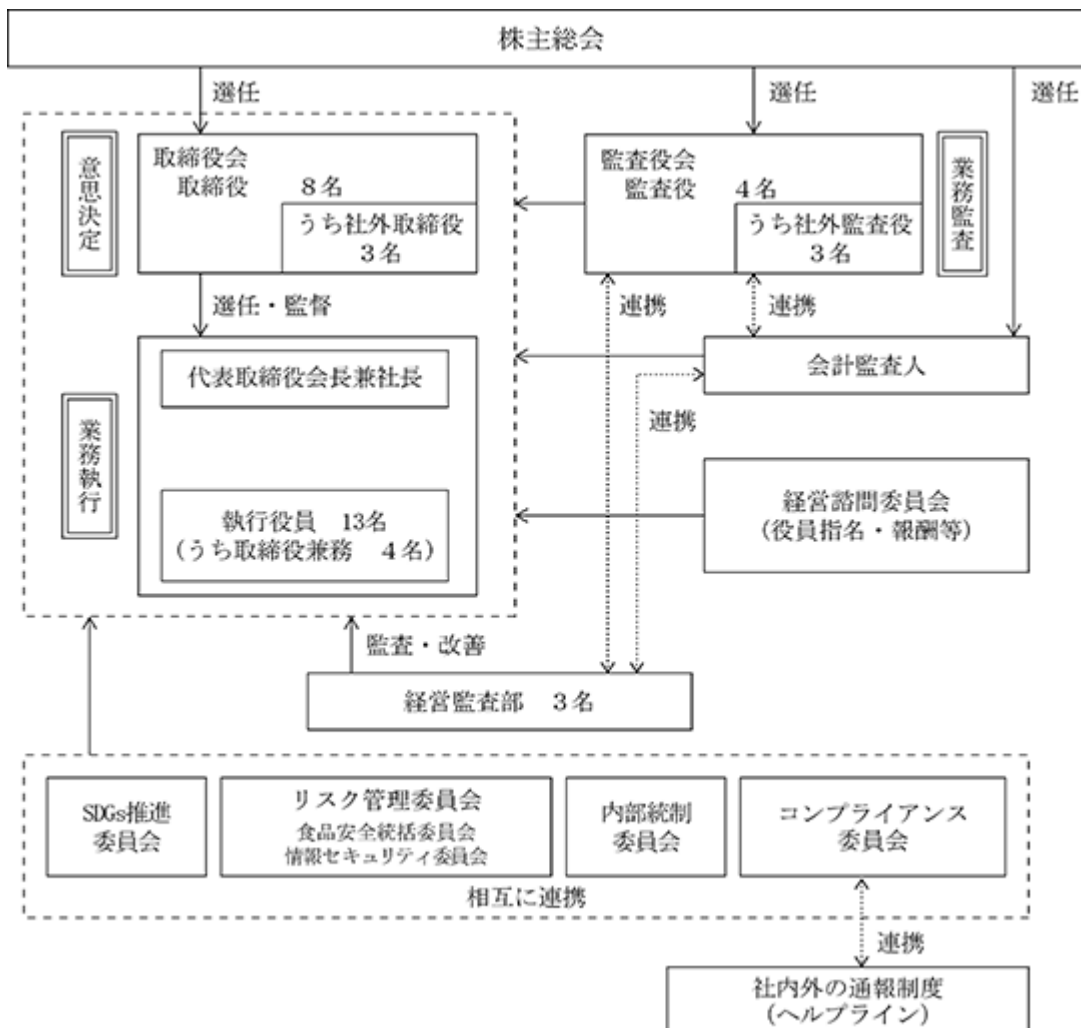 株主総会
選任
選任
選任
意思決定
取締役会
取締役 8名
うち社外取締役
3名
監査役会
監査役 4名
うち社外監査役
3名
業務監査
選任・監督
連携
連携
業務執行
代表取締役会長兼社長
会計監査人
連携
執行役員 13名
(うち取締役兼務 4名)
経営諮問委員会
(役員指名・報酬等)
監査・改善
経営監査部 3名
SDGs推進
委員会
リスク管理委員会
食品安全統括委員会
情報セキュリティ委員会
内部統制
委員会
コンプライアンス
委員会
相互に連携
連携
社内外の通報制度
(ヘルプライン)